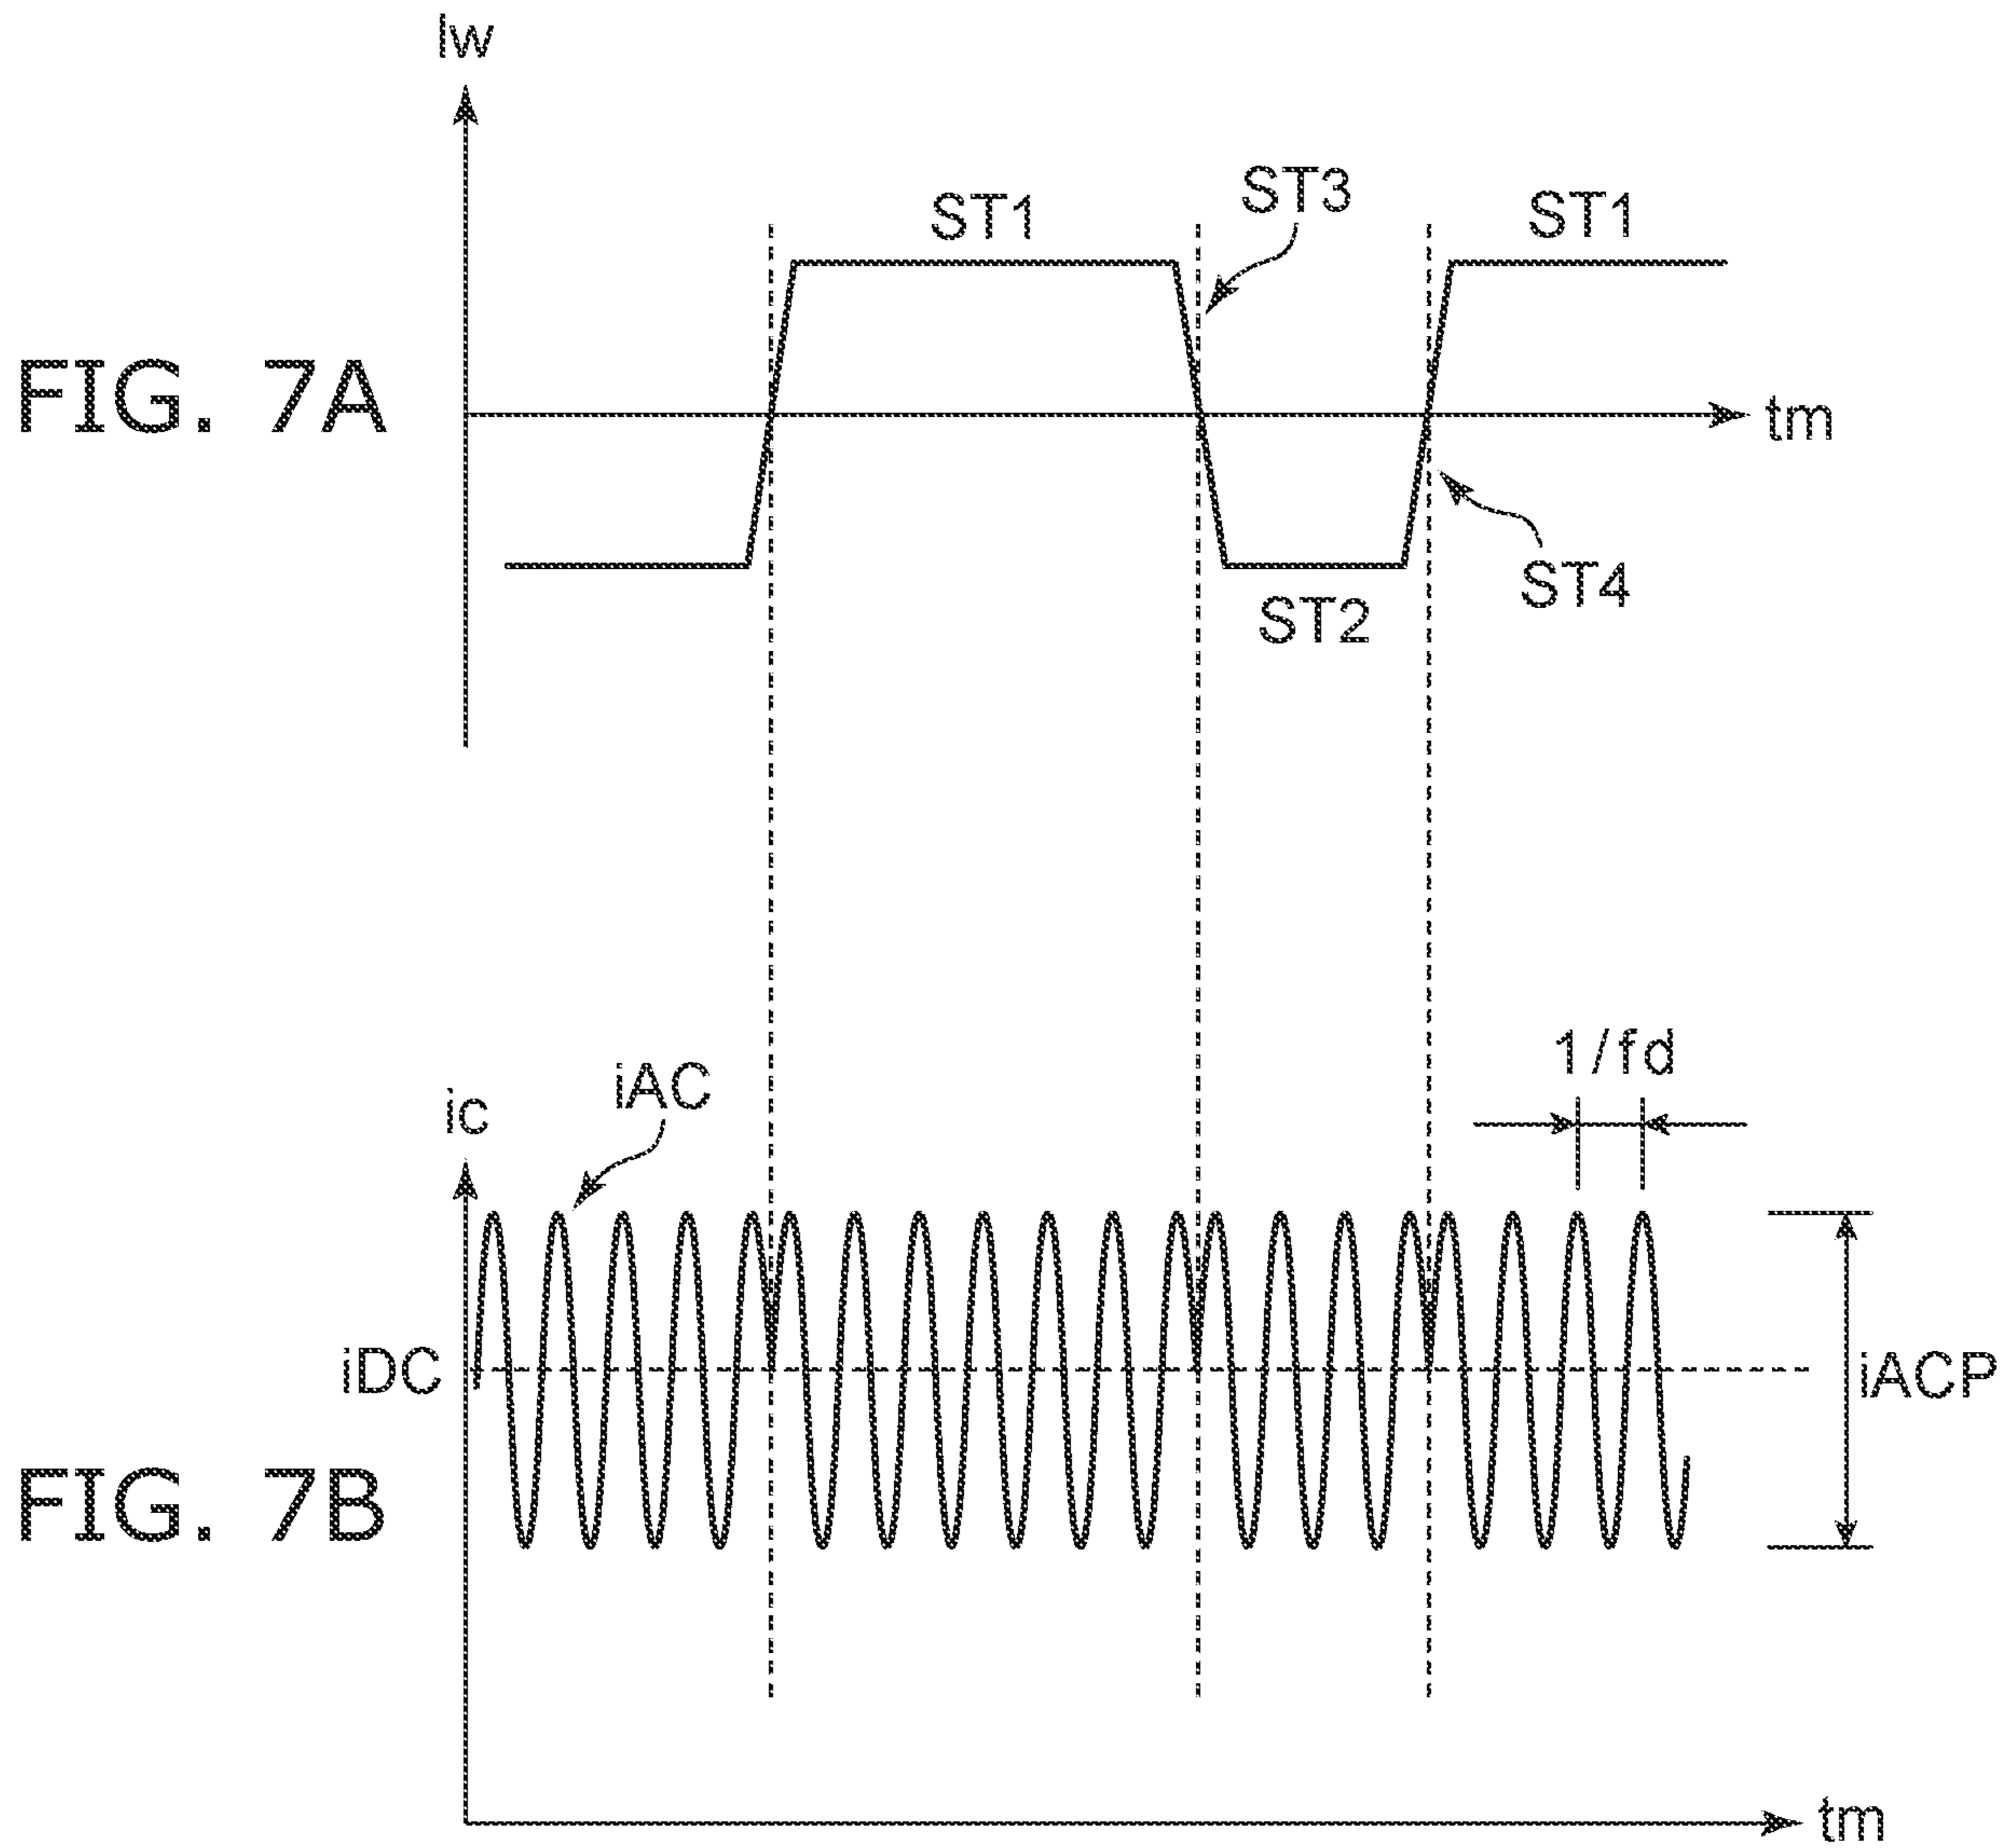 Iw
ST1
ST3
ST1
FIG. 7A
tm
ST4
ST2
1/fd
iAC
ic
iDC
iACP
FIG. 7B
tm